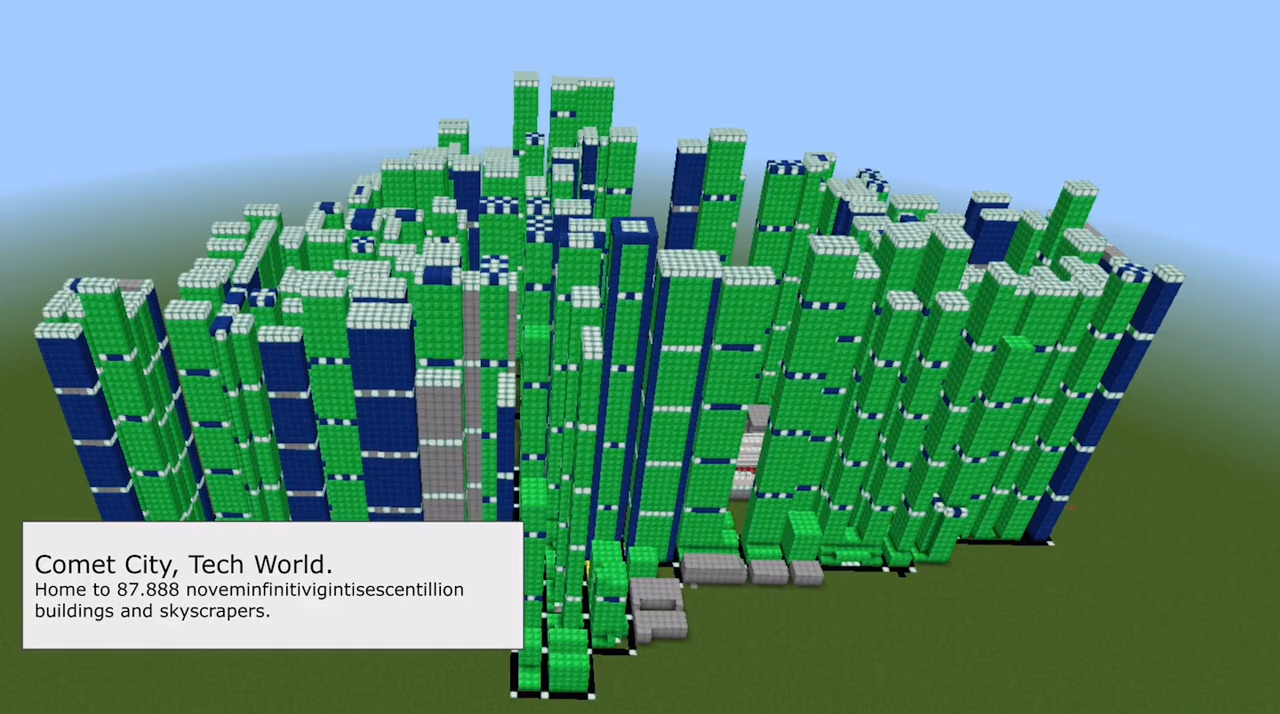 Comet City, Tech World.
Home to 87.888 noveminfinitivigintisescentillion
buildings and skyscrapers.